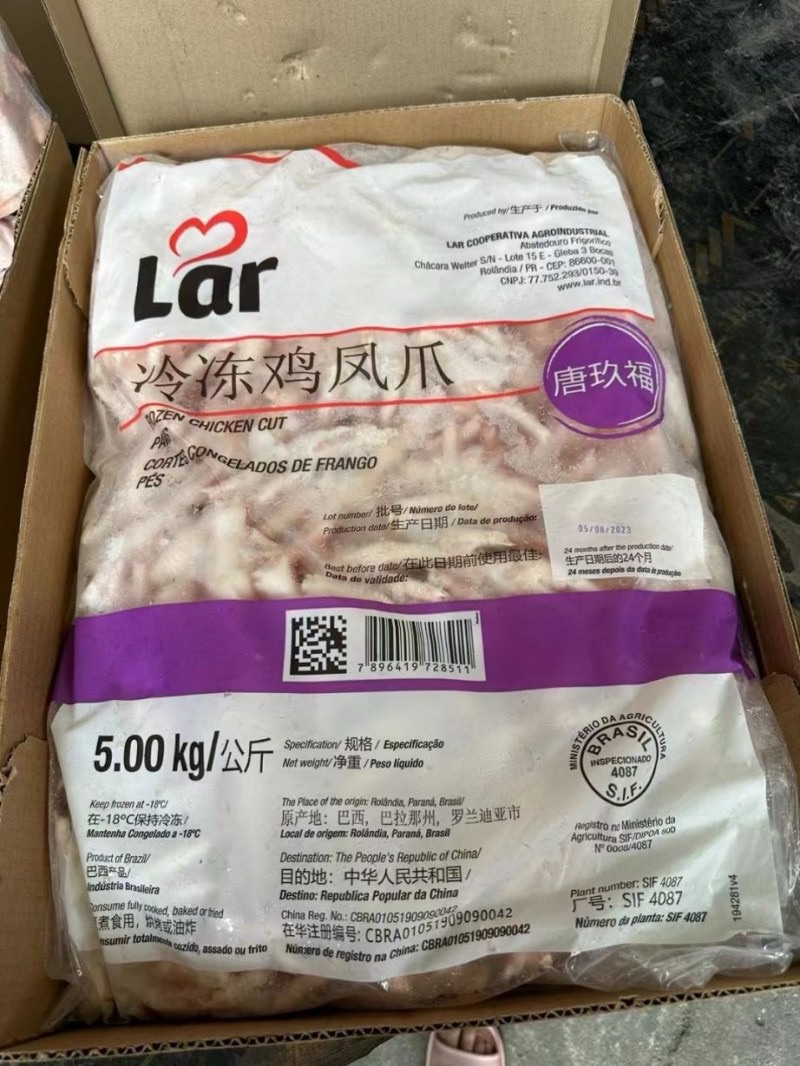 Lar
Produced by/ 生产于 / Produzido por
LAR COOPERATIVA AGROINDUSTRIAL
Abatedouro Frigorífico
Chácara Welter S/N - Lote 15 E - Gleba 3 Bocas
Rolândia / PR - CEP: 86600-001
CNPJ: 77.752.293/0150-39
www.lar.ind.br
冷冻鸡凤爪
唐玖福
CHICKEN CUT
CORTES CONGELADOS DE FRANGO
PÉS
Lot number/ 批号/ Número do lote/
Production date/ 生产日期 / Data de produção:
05/08/2023
Best before date/ 在此日期前使用最佳:
Data de validade:
24 months after the production date/
生产日期后的24个月
24 meses depois da data de produção
7 896419 728511
5.00 kg/公斤
Specification/ 规格 / Especificação
Net weight/ 净重 / Peso líquido
MINISTÉRIO DA AGRICULTURA
BRASIL
INSPECIONADO
4087
S.I.F.
Keep frozen at -18°C/
在-18°C保持冷冻/
Mantenha Congelado a -18°C
The Place of the origin: Rolândia, Paraná, Brasil/
原产地: 巴西, 巴拉那州, 罗兰迪亚市
Local de origem: Rolândia, Paraná, Brasil
Registro no Ministério da
Agricultura SIF/DIPOA sob
Nº 0008/4087
Product of Brazil/
巴西产品/
Indústria Brasileira
Destination: The People's Republic of China/
目的地: 中华人民共和国 /
Destino: Republica Popular da China
Consume fully cooked, baked or fried
煮食用, 烘烤或油炸
totalmente cozido, assado ou frito
China Reg. No.: CBRA01051909090042
在华注册编号: CBRA01051909090042
Número de registro na China: CBRA01051909090042
Plant number: SIF 4087
厂号: SIF 4087
Número da planta: SIF 4087
194281V4